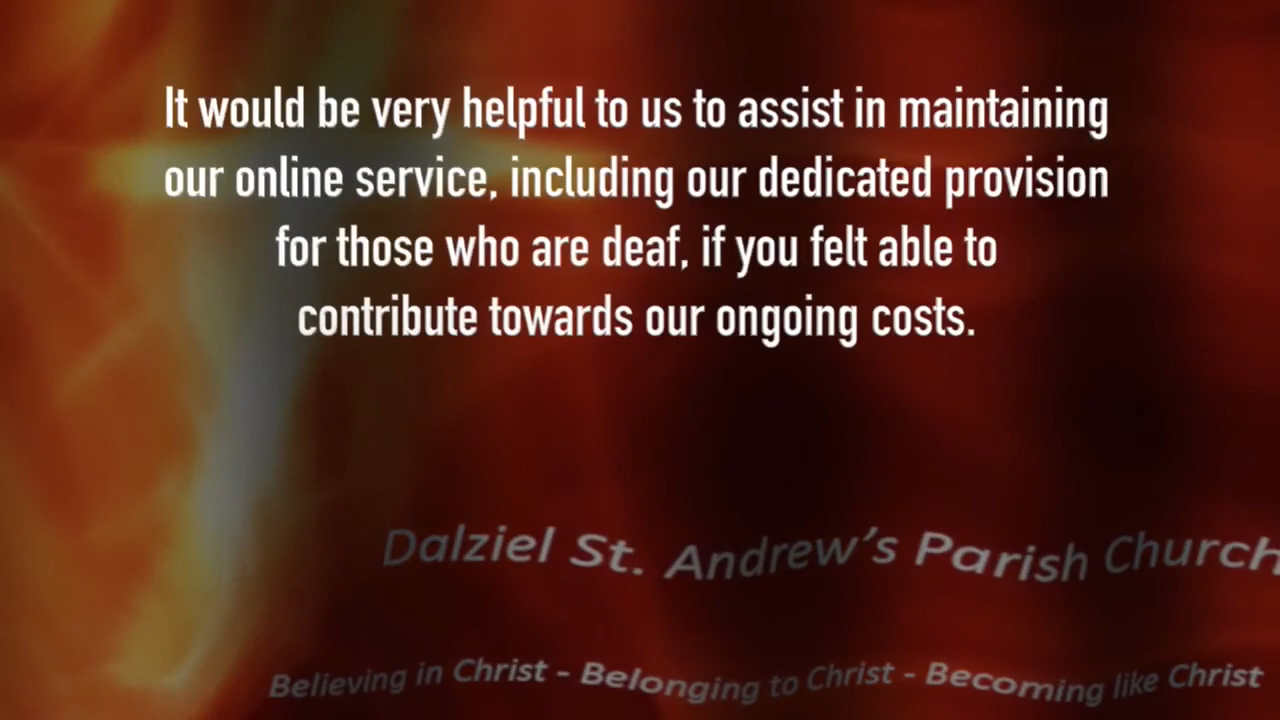 It would be very helpful to us to assist in maintaining
our online service, including our dedicated provision
for those who are deaf, if you felt able to
contribute towards our ongoing costs.
Dalziel St. Andrew's Parish Church
Believing in Christ - Belonging to Christ - Becoming like Christ